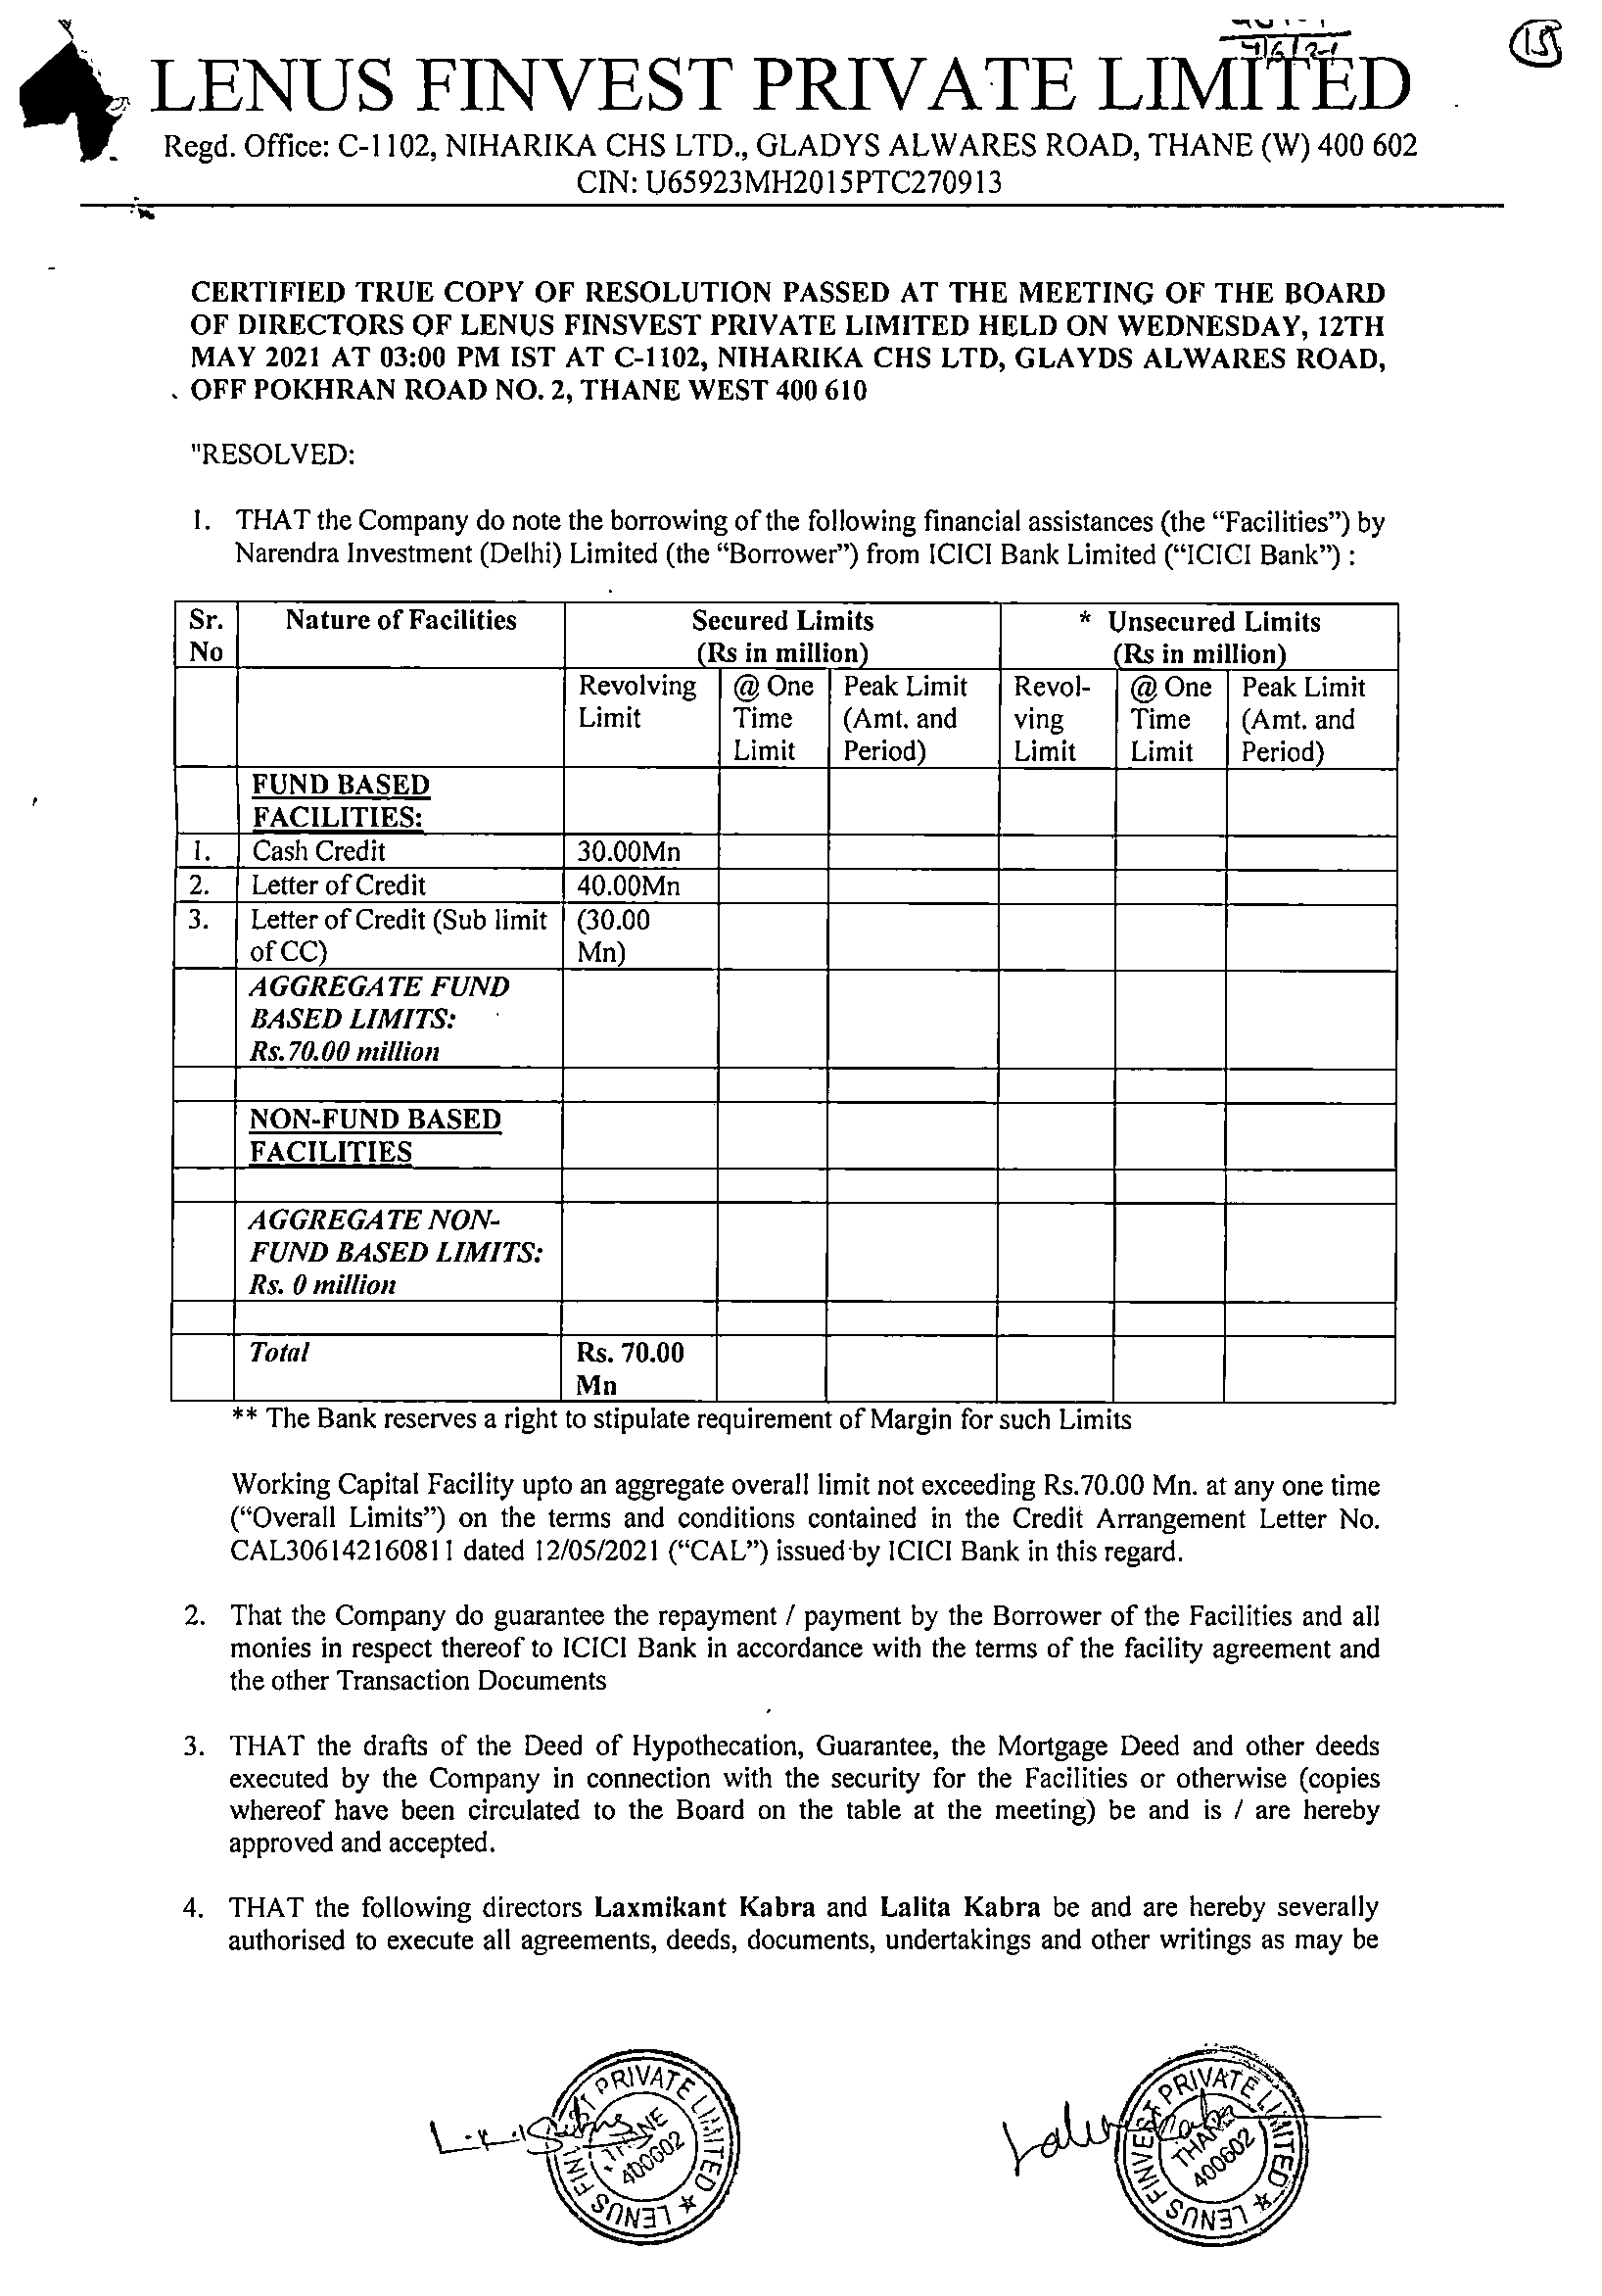 4/6/21
15
LENUS FINVEST PRIVATE LIMITED
Regd. Office: C-1102, NIHARIKA CHS LTD., GLADYS ALWARES ROAD, THANE (W) 400 602
CIN: U65923MH2015PTC270913
CERTIFIED TRUE COPY OF RESOLUTION PASSED AT THE MEETING OF THE BOARD
OF DIRECTORS OF LENUS FINSVEST PRIVATE LIMITED HELD ON WEDNESDAY, 12TH
MAY 2021 AT 03:00 PM IST AT C-1102, NIHARIKA CHS LTD, GLAYDS ALWARES ROAD,
OFF POKHRAN ROAD NO. 2, THANE WEST 400 610
"RESOLVED:
1. THAT the Company do note the borrowing of the following financial assistances (the “Facilities”) by
Narendra Investment (Delhi) Limited (the “Borrower”) from ICICI Bank Limited (“ICICI Bank”) :
Sr. Nature of Facilities Secured Limits * Unsecured Limits
No (Rs in million) (Rs in million)
Revolving @ One Peak Limit Revol- @ One Peak Limit
Limit Time (Amt. and ving Time (Amt. and
Limit Period) Limit Limit Period)
FUND BASED
FACILITIES:
1. Cash Credit 30.00Mn
2. Letter of Credit 40.00Mn
3. Letter of Credit (Sub limit (30.00
of CC) Mn)
AGGREGATE FUND
BASED LIMITS:
Rs.70.00 million
NON-FUND BASED
FACILITIES
AGGREGATE NON-
FUND BASED LIMITS:
Rs. 0 million
Total Rs. 70.00
Mn
** The Bank reserves a right to stipulate requirement of Margin for such Limits
Working Capital Facility upto an aggregate overall limit not exceeding Rs.70.00 Mn. at any one time
(“Overall Limits”) on the terms and conditions contained in the Credit Arrangement Letter No.
CAL306142160811 dated 12/05/2021 (“CAL”) issued by ICICI Bank in this regard.
2. That the Company do guarantee the repayment / payment by the Borrower of the Facilities and all
monies in respect thereof to ICICI Bank in accordance with the terms of the facility agreement and
the other Transaction Documents
3. THAT the drafts of the Deed of Hypothecation, Guarantee, the Mortgage Deed and other deeds
executed by the Company in connection with the security for the Facilities or otherwise (copies
whereof have been circulated to the Board on the table at the meeting) be and is / are hereby
approved and accepted.
4. THAT the following directors Laxmikant Kabra and Lalita Kabra be and are hereby severally
authorised to execute all agreements, deeds, documents, undertakings and other writings as may be
LENUS FINVEST PRIVATE LIMITED
THANE
400602
LENUS FINVEST PRIVATE LIMITED
THANE
400602